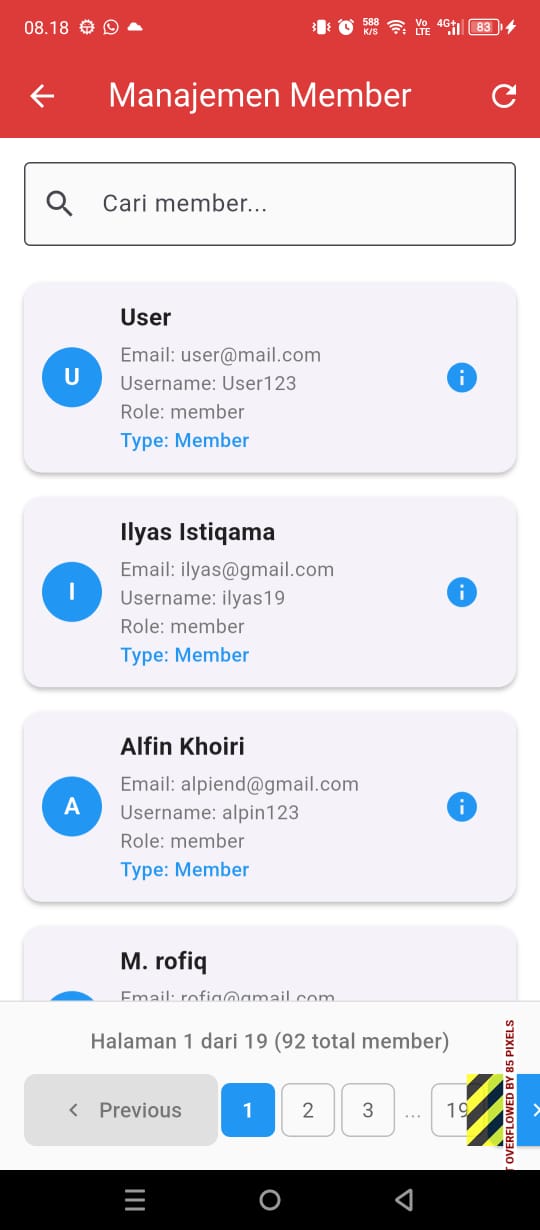 08.18
588 K/S
Vo LTE
4G+
83
Manajemen Member
Cari member...
User
U
Email: user@mail.com
Username: User123
Role: member
Type: Member
Ilyas Istiqama
I
Email: ilyas@gmail.com
Username: ilyas19
Role: member
Type: Member
Alfin Khoiri
A
Email: alpiend@gmail.com
Username: alpin123
Role: member
Type: Member
M. rofiq
Email: rofiq@gmail.com
Halaman 1 dari 19 (92 total member)
Previous
1
2
3
...
19
OVERFLOWED BY 85 PIXELS